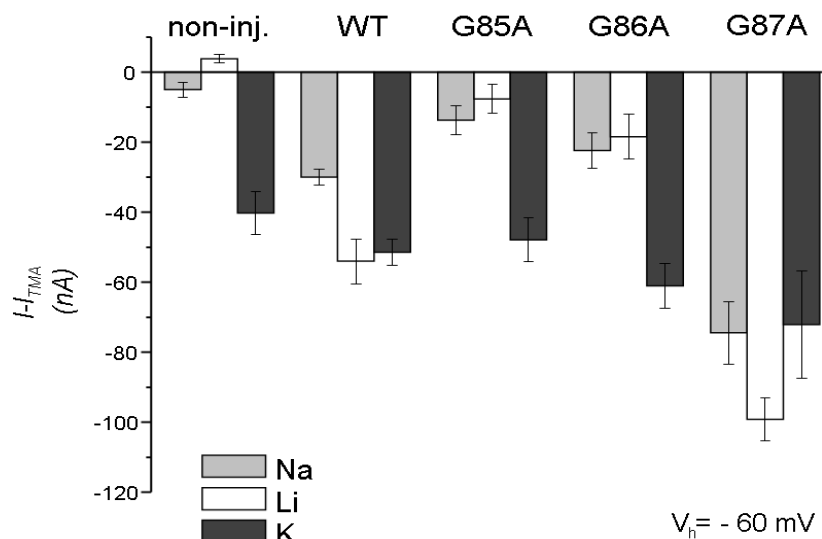 non-inj. WT G85A G86A G87A
0
-20
-40
-60
-80
-100
-120
I-I_TMA
(nA)
Na
Li
K
V_h= - 60 mV